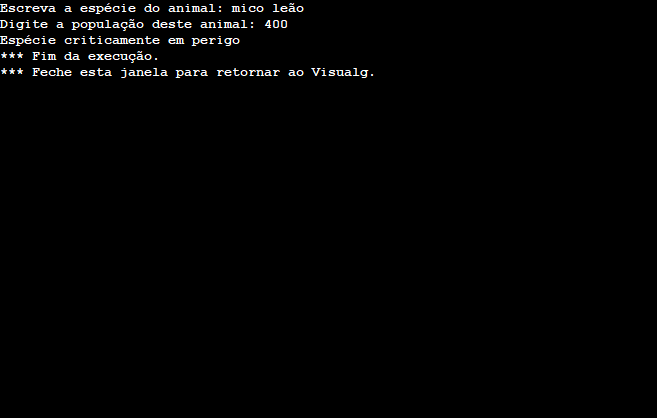 Escreva a espécie do animal: mico leão
Digite a população deste animal: 400
Espécie criticamente em perigo
*** Fim da execução.
*** Feche esta janela para retornar ao Visualg.